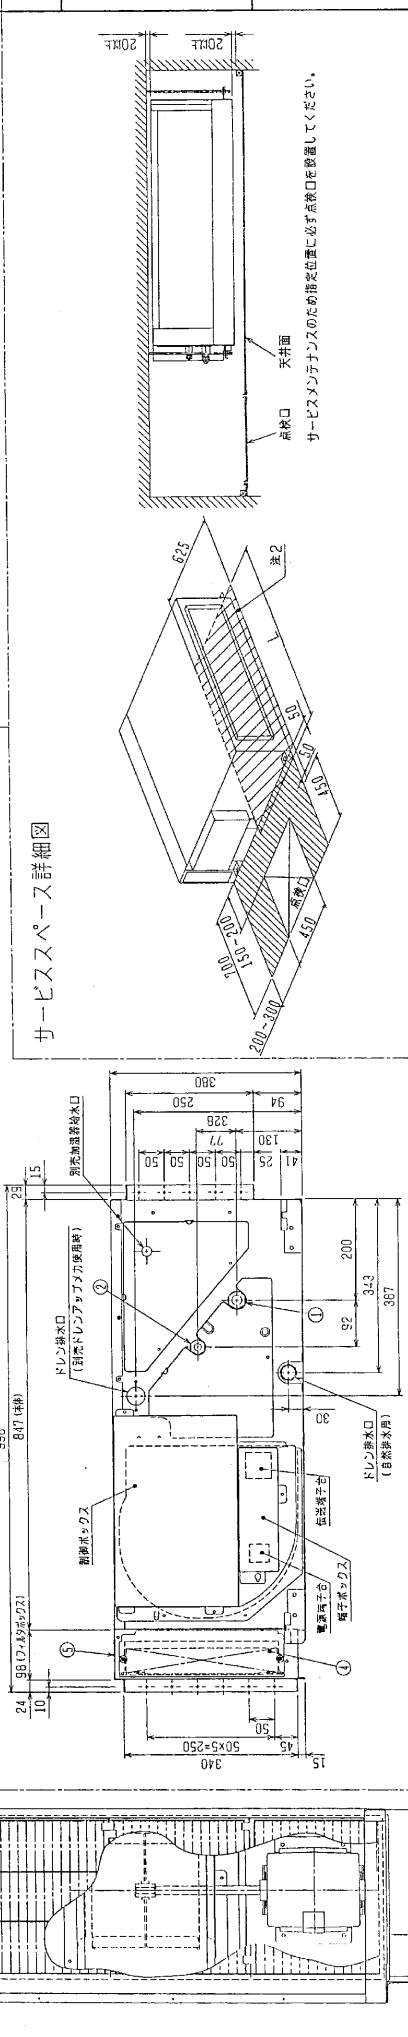 サービススペース詳細図
20以上
20以上
天井面
点検口
サービスメンテナンスのため指定位置に必ず点検口を設置してください。
625
注2
L
50
50
450
点検口
450
700
150~200
200~300
998
24
98(フィルタボックス)
847(本体)
29
10
15
制御ボックス
ドレン排水口
(別売ドレンアップメカ使用時)
別売加湿器給水口
②
⑤
④
①
340
50X5=250
50
45
15
電源端子台
端子ボックス
伝送端子台
ドレン排水口
(自然排水用)
30
92
200
343
387
50
50
50
50
25
41
77
130
328
250
94
380